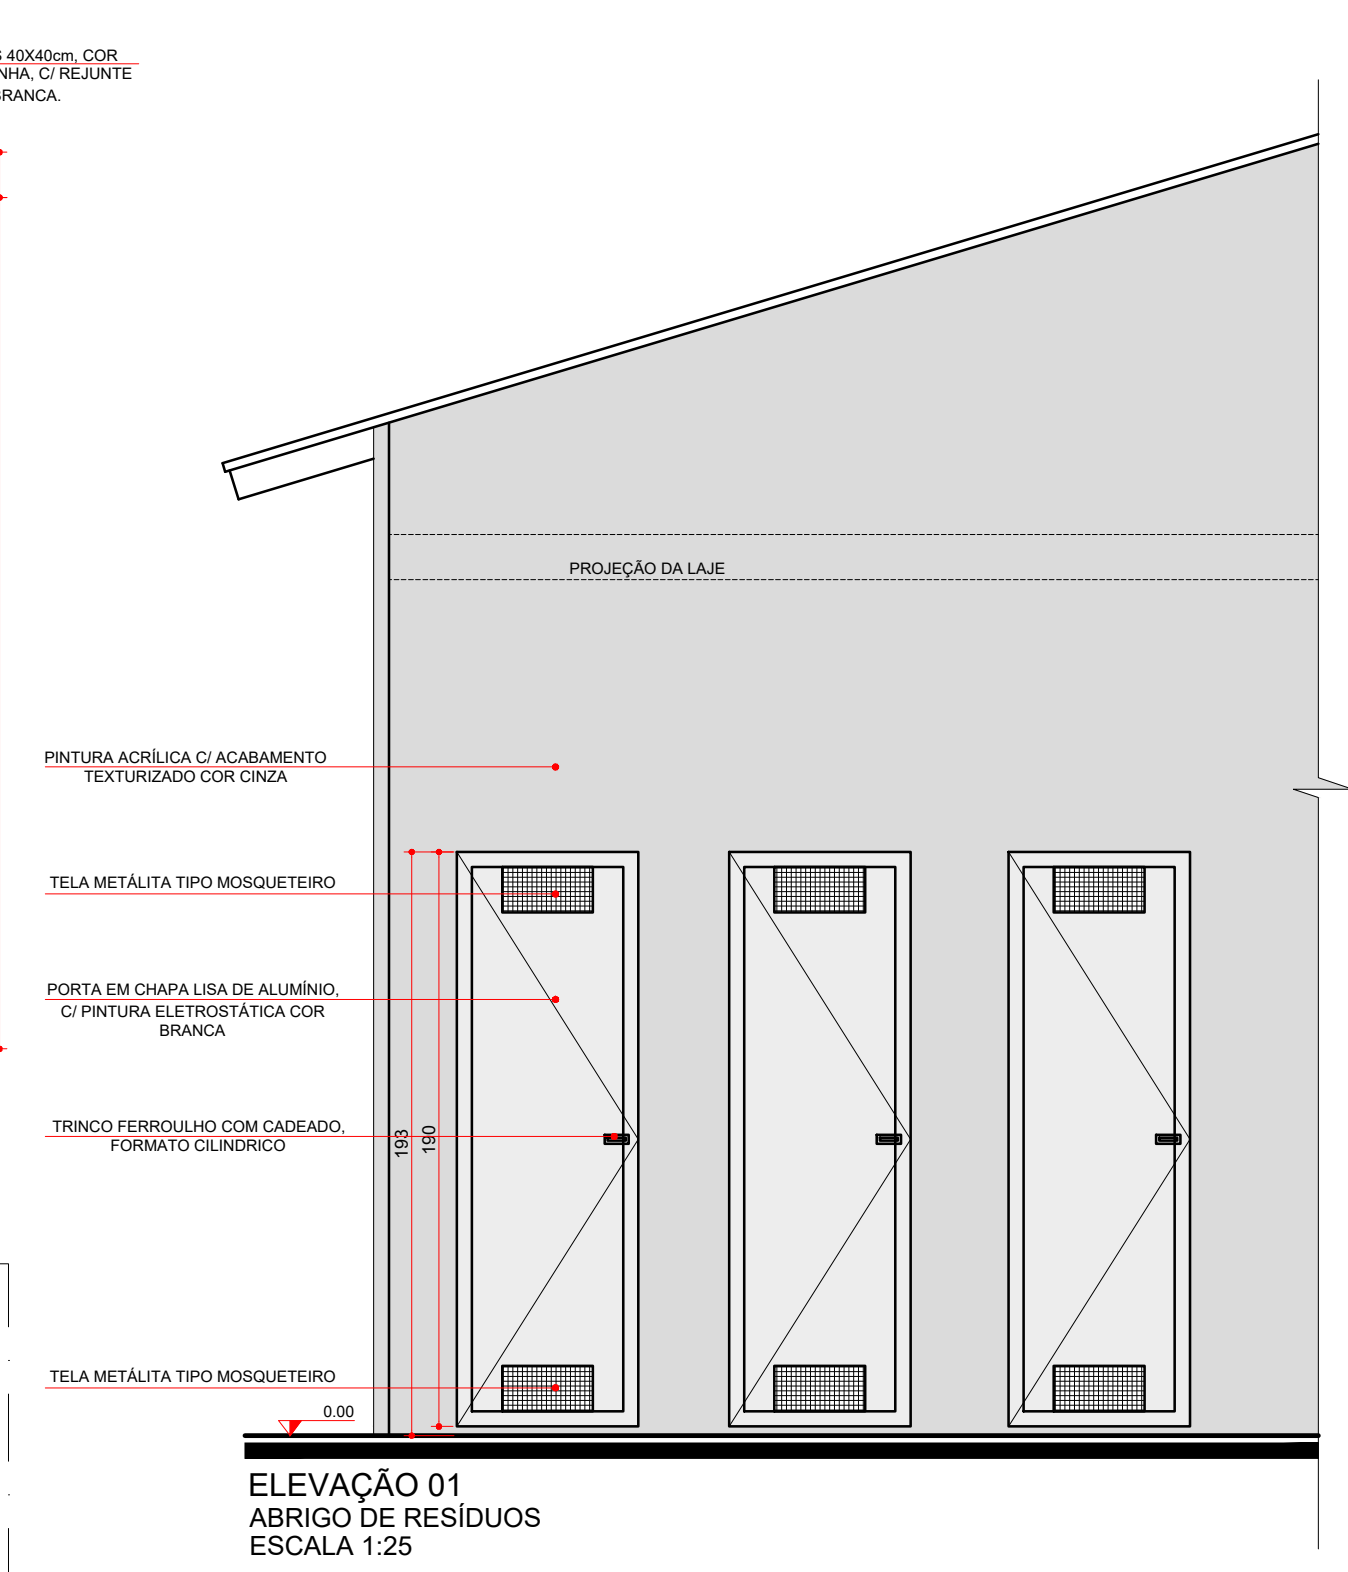 40X40cm, COR
C/ REJUNTE
BRANCA.
PROJEÇÃO DA LAJE
PINTURA ACRÍLICA C/ ACABAMENTO
TEXTURIZADO COR CINZA
TELA METÁLITA TIPO MOSQUETEIRO
PORTA EM CHAPA LISA DE ALUMÍNIO,
C/ PINTURA ELETROSTÁTICA COR
BRANCA
TRINCO FERROULHO COM CADEADO,
FORMATO CILINDRICO
193
190
TELA METÁLITA TIPO MOSQUETEIRO
0.00
ELEVAÇÃO 01
ABRIGO DE RESÍDUOS
ESCALA 1:25